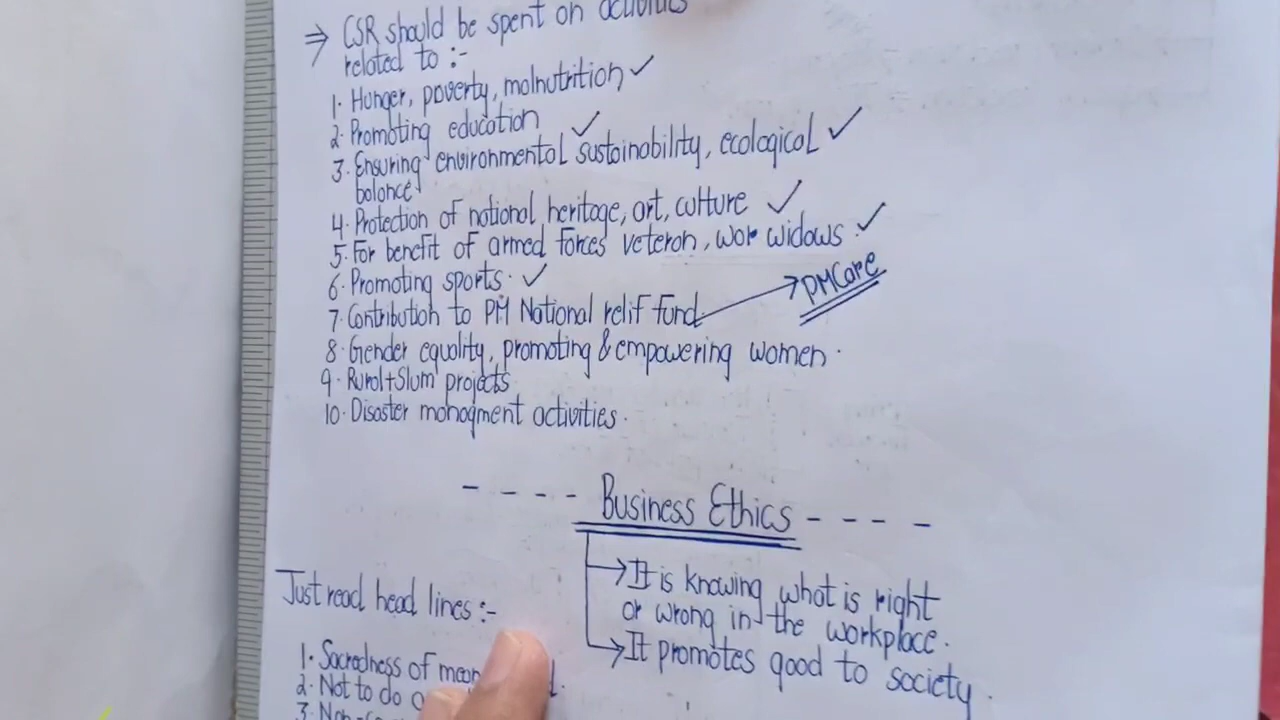 ⇒ CSR should be spent on activities
related to :-
1. Hunger, poverty, malnutrition ✓
2. Promoting education ✓
3. Ensuring environmental sustainability, ecological ✓
balance
4. Protection of national heritage, art, culture ✓
5. For benefit of armed forces veteran, war widows. ✓
6. Promoting sports. ✓
7. Contribution to PM National relif fund → PMCare
8. Gender equality, promoting & empowering women.
9. Rural+Slum projects
10. Disaster managment activities.
- - - - Business Ethics - - - -
→ It is knowing what is right
or wrong in the workplace.
→ It promotes good to society.
Just read head lines :-
1. Sacredness of
2. Not to do
3.